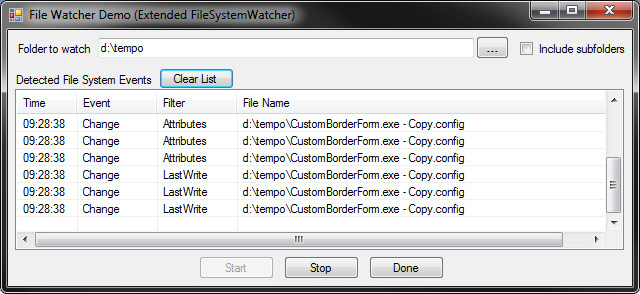 File Watcher Demo (Extended FileSystemWatcher)
Folder to watch d:\tempo ... Include subfolders
Detected File System Events Clear List
Time Event Filter File Name
09:28:38 Change Attributes d:\tempo\CustomBorderForm.exe - Copy.config
09:28:38 Change Attributes d:\tempo\CustomBorderForm.exe - Copy.config
09:28:38 Change Attributes d:\tempo\CustomBorderForm.exe - Copy.config
09:28:38 Change LastWrite d:\tempo\CustomBorderForm.exe - Copy.config
09:28:38 Change LastWrite d:\tempo\CustomBorderForm.exe - Copy.config
09:28:38 Change LastWrite d:\tempo\CustomBorderForm.exe - Copy.config
Start Stop Done